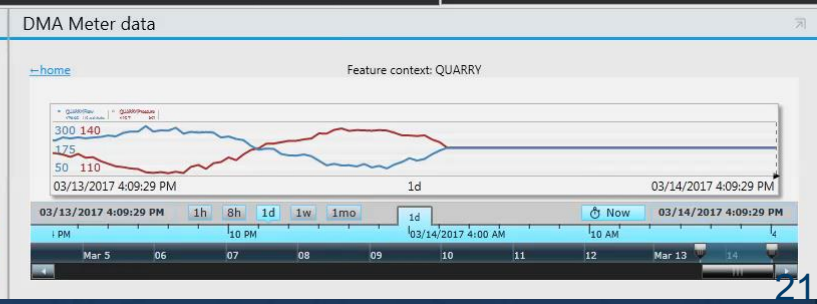 DMA Meter data
←home
Feature context: QUARRY
QUARRYFlow QUARRYPressure
300 140
175
50 110
03/13/2017 4:09:29 PM 1d 03/14/2017 4:09:29 PM
03/13/2017 4:09:29 PM 1h 8h 1d 1w 1mo 1d Now 03/14/2017 4:09:29 PM
PM 10 PM 03/14/2017 4:00 AM 10 AM 4
Mar 5 06 07 08 09 10 11 12 Mar 13 14
21